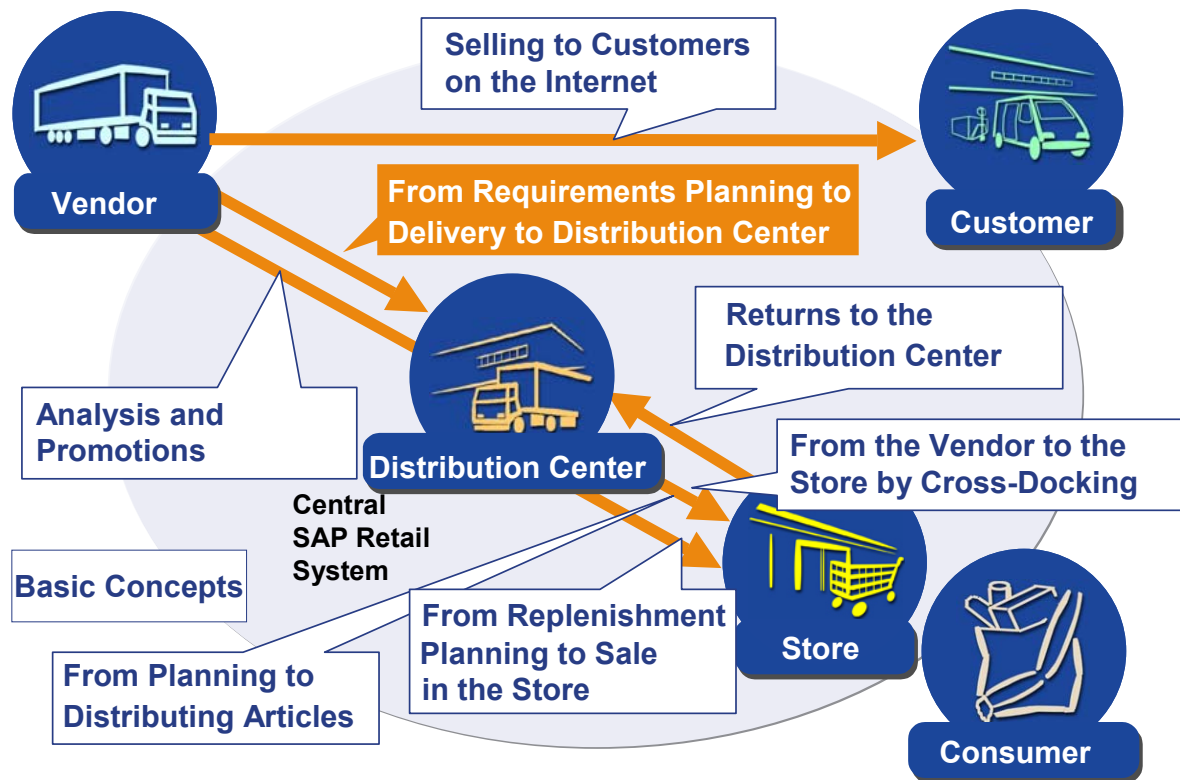 Selling to Customers
on the Internet
Vendor
From Requirements Planning to
Delivery to Distribution Center
Customer
Returns to the
Distribution Center
Analysis and
Promotions
Distribution Center
From the Vendor to the
Store by Cross-Docking
Central
SAP Retail
System
Basic Concepts
From Replenishment
Planning to Sale
in the Store
Store
From Planning to
Distributing Articles
Consumer